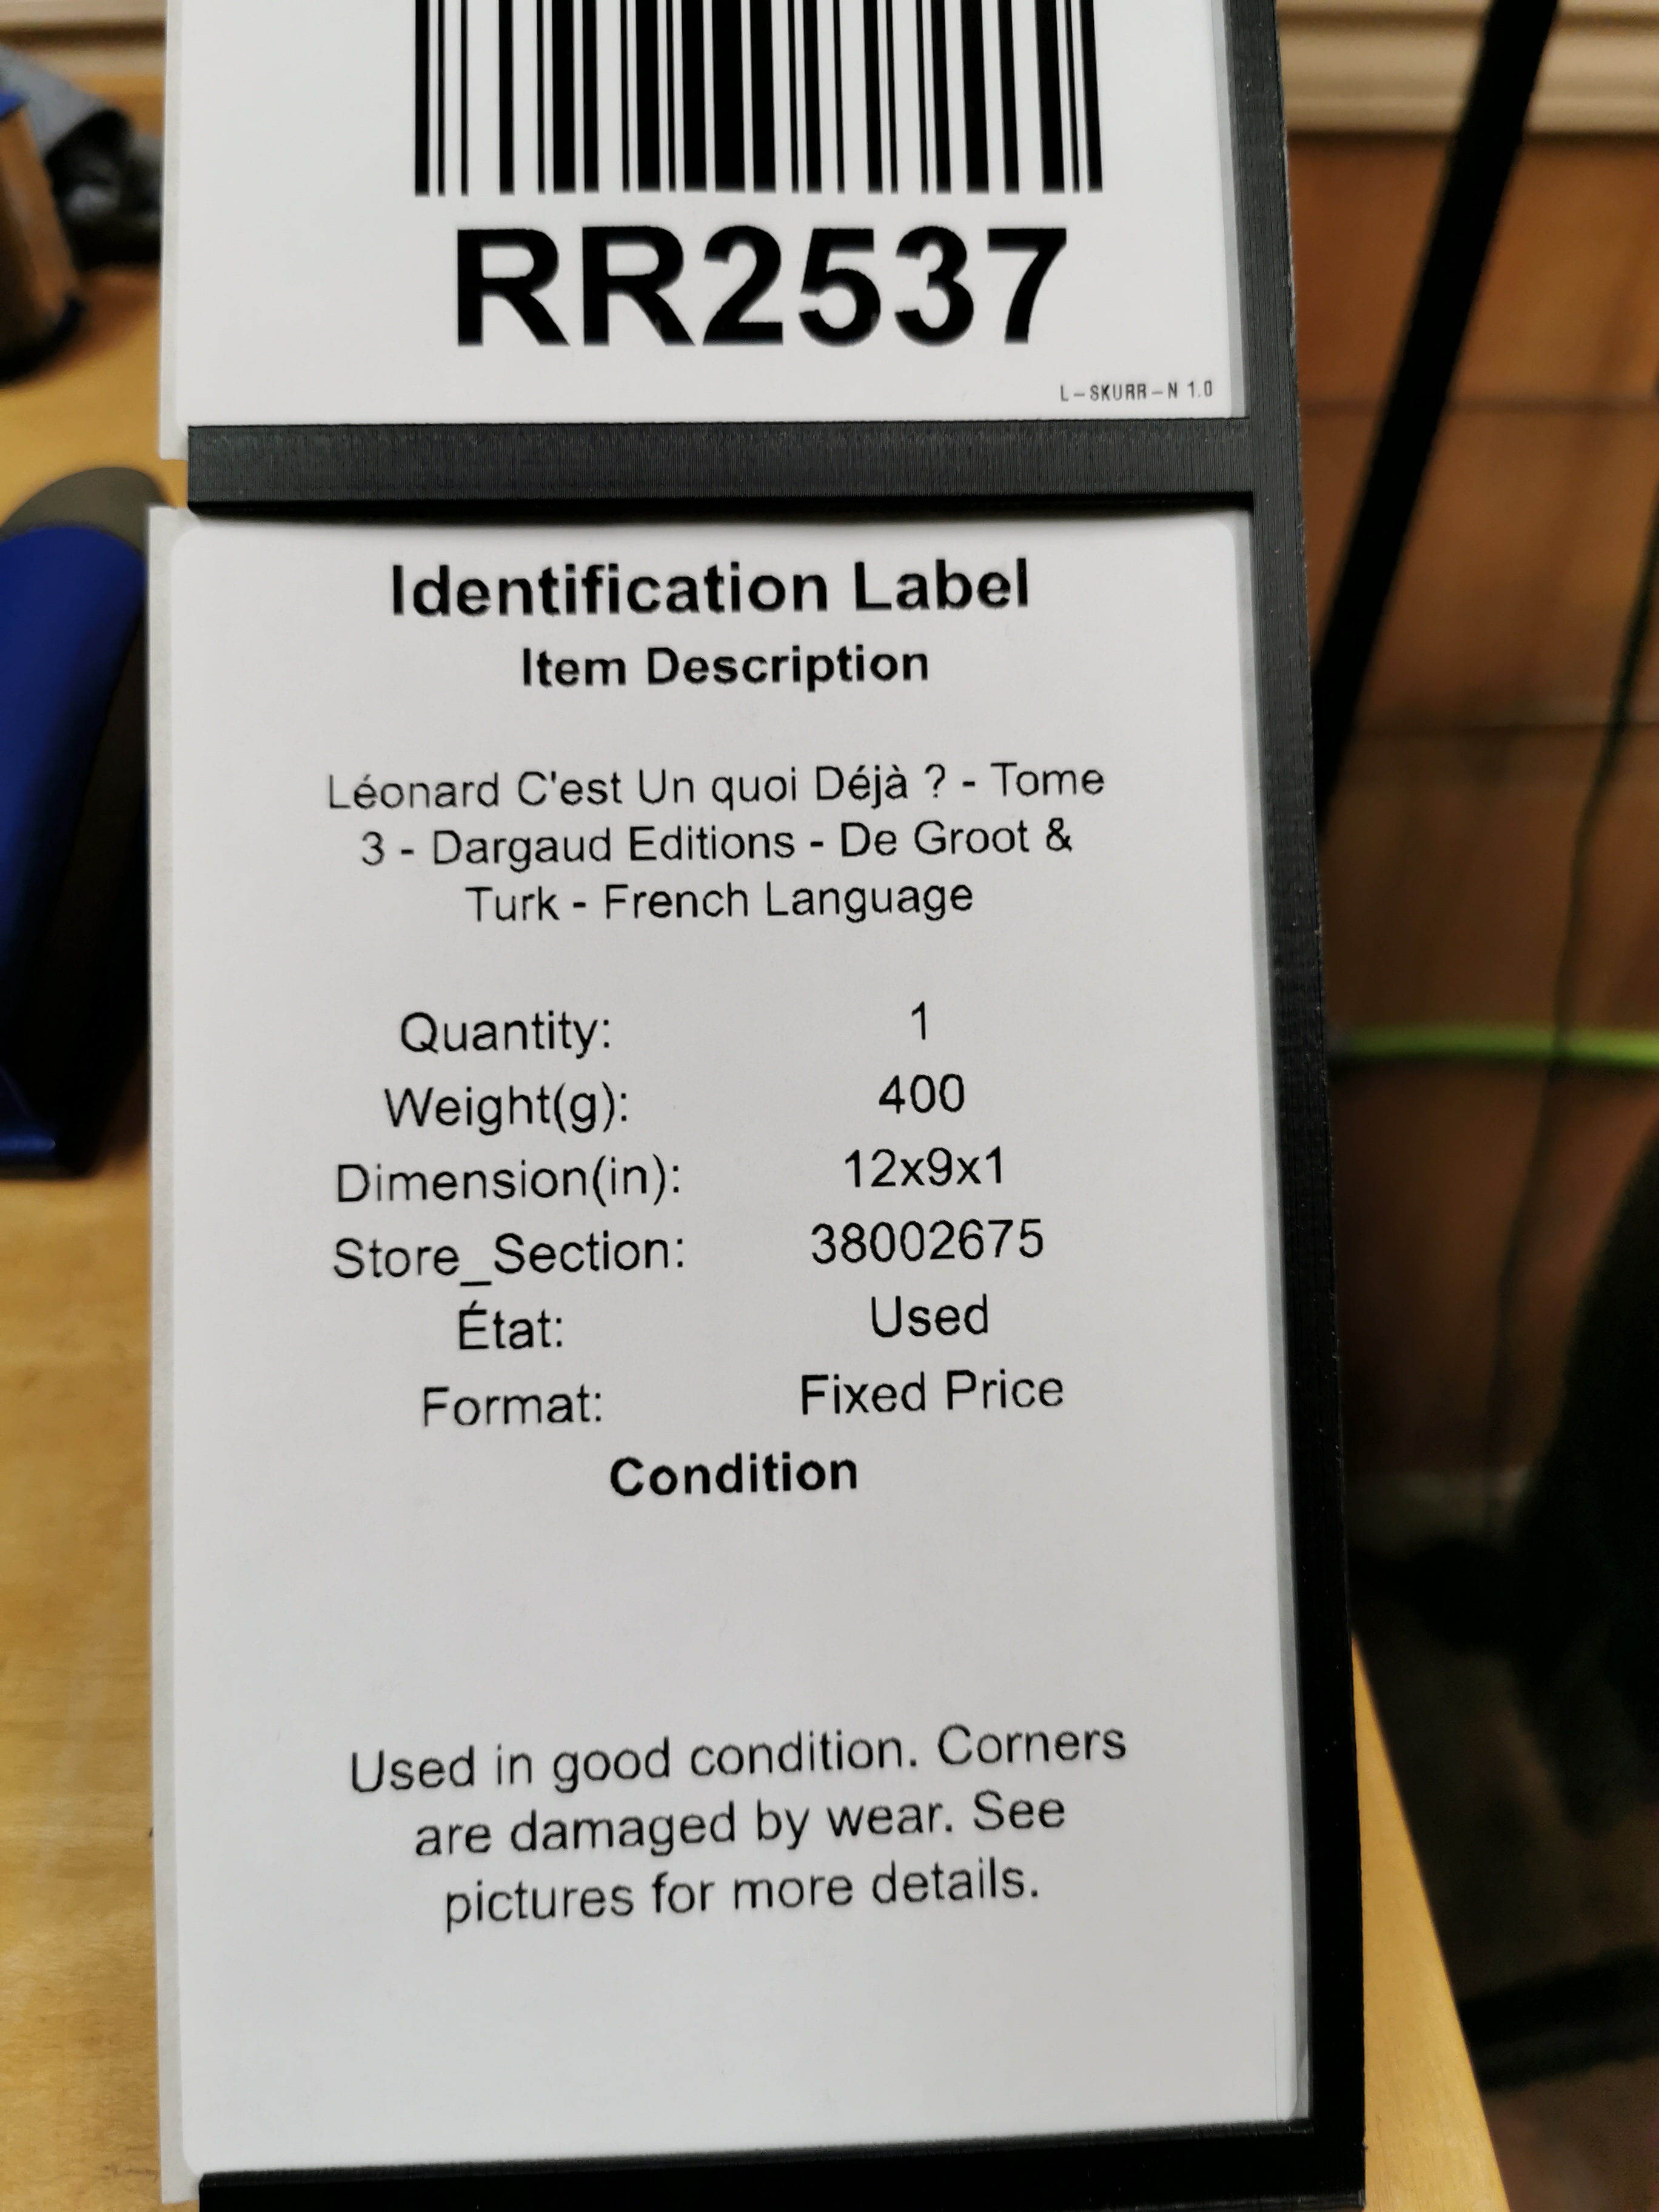 RR2537
L-SKURR-N 1.0
Identification Label
Item Description
Léonard C'est Un quoi Déjà ? - Tome
3 - Dargaud Editions - De Groot &
Turk - French Language
Quantity: 1
Weight(g): 400
Dimension(in): 12x9x1
Store_Section: 38002675
État: Used
Format: Fixed Price
Condition
Used in good condition. Corners
are damaged by wear. See
pictures for more details.